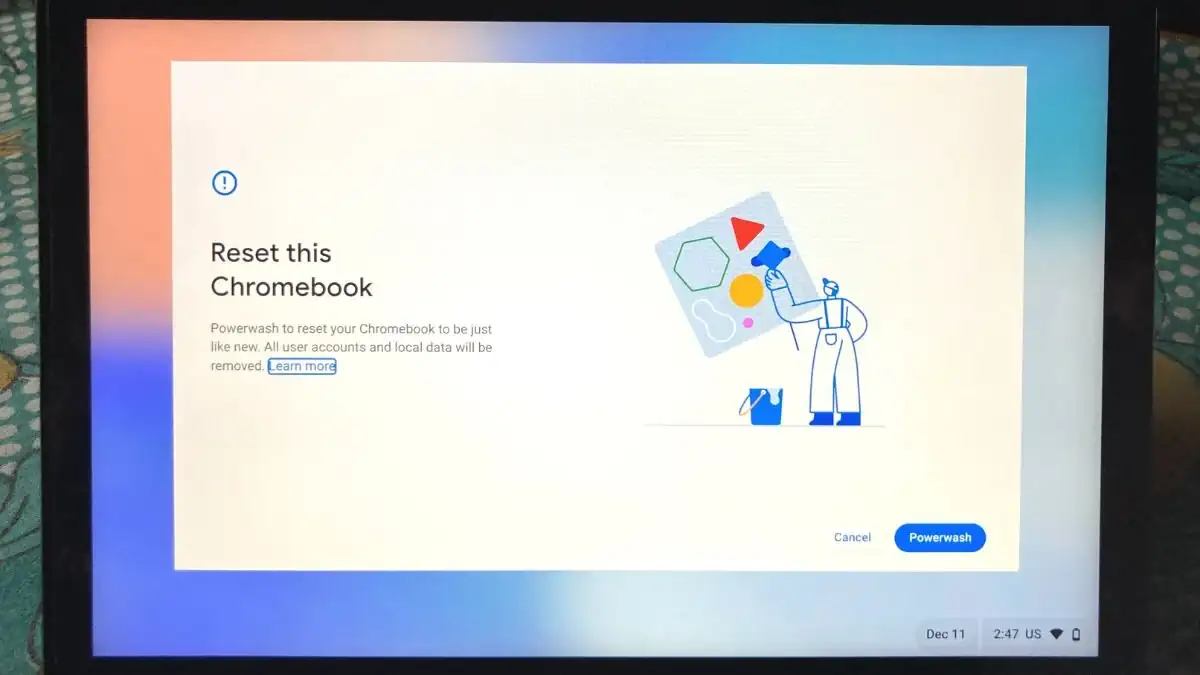 Reset this
Chromebook
Powerwash to reset your Chromebook to be just
like new. All user accounts and local data will be
removed. Learn more
Cancel
Powerwash
Dec 11
2:47 US